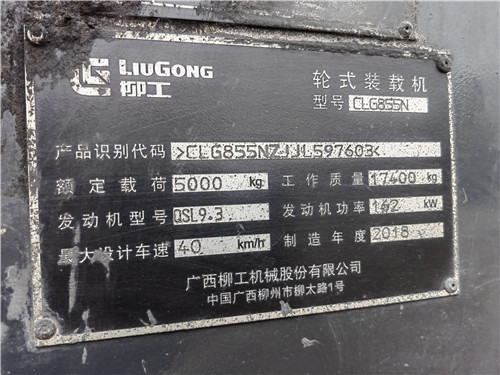 LIUGONG
柳工
轮式装载机
型号 CLG855N
产品识别代码 >CLG855NZJJL597603<
额定载荷 5000 kg 工作质量 17400 kg
发动机型号 QSL9.3 发动机功率 142 kW
最大设计车速 40 km/h 制造年度 2018
广西柳工机械股份有限公司
中国广西柳州市柳太路1号